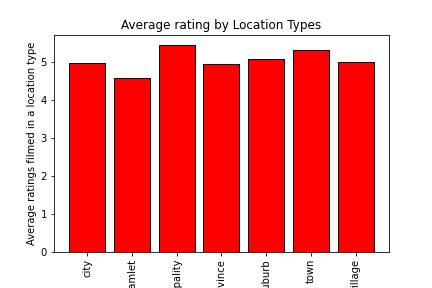 Average rating by Location Types
Average ratings filmed in a location type
5
4
3
2
1
0
city
amlet
pality
vince
uburb
town
illage